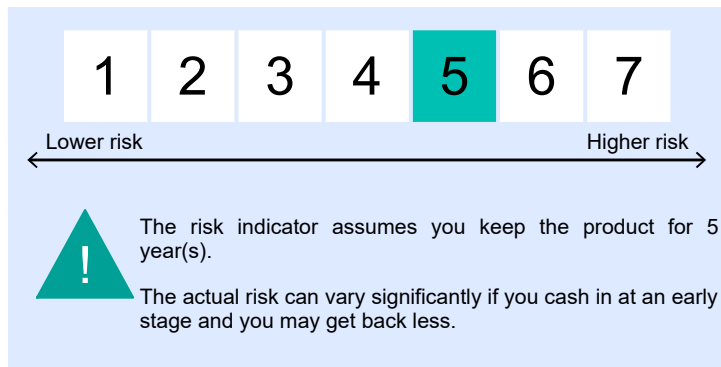 1 2 3 4 5 6 7
Lower risk Higher risk
!
The risk indicator assumes you keep the product for 5
year(s).
The actual risk can vary significantly if you cash in at an early
stage and you may get back less.